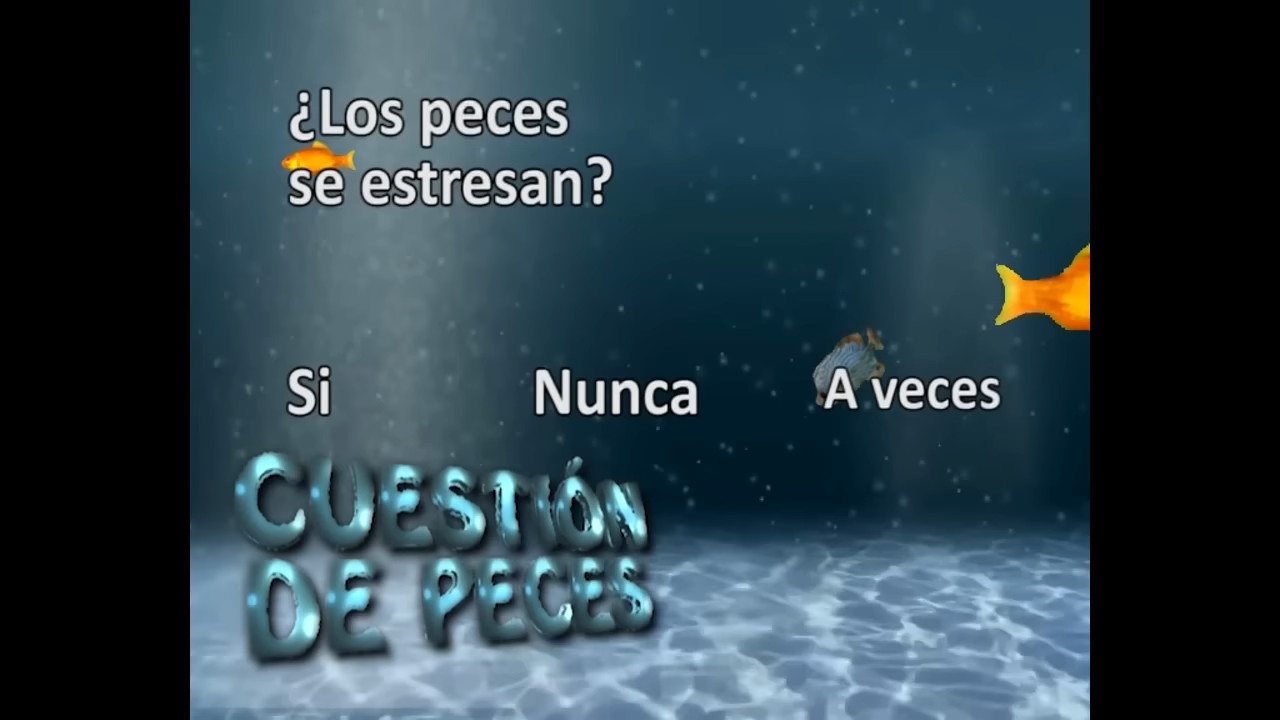 ¿Los peces
se estresan?
Si
Nunca
A veces
CUESTIÓN
DE PECES